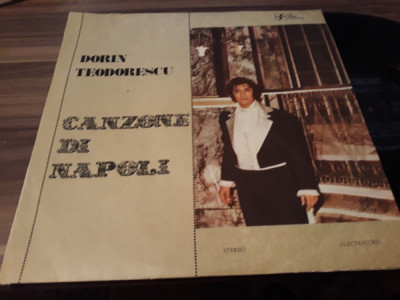 DORIN
TEODORESCU
CANZONE
DI
NAPOLI
STEREO
ELECTRECORD